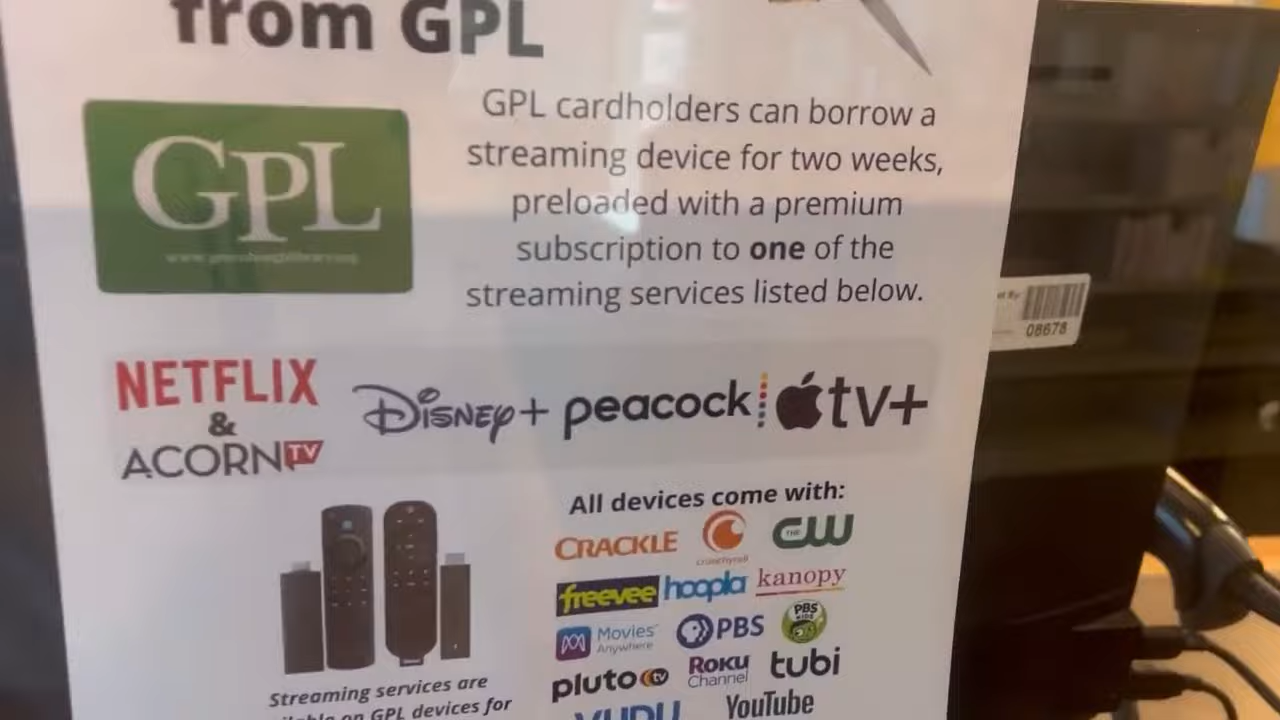 from GPL
GPL
GPL cardholders can borrow a
streaming device for two weeks,
preloaded with a premium
subscription to one of the
streaming services listed below.
08678
NETFLIX
&
ACORN TV
Disney+
peacock
tv+
All devices come with:
CRACKLE
crunchyroll
THE CW
freevee
hoopla
kanopy
Movies
Anywhere
PBS
PBS
KIDS
pluto tv
Roku
Channel
tubi
VUDU
YouTube
Streaming services are
on GPL devices for